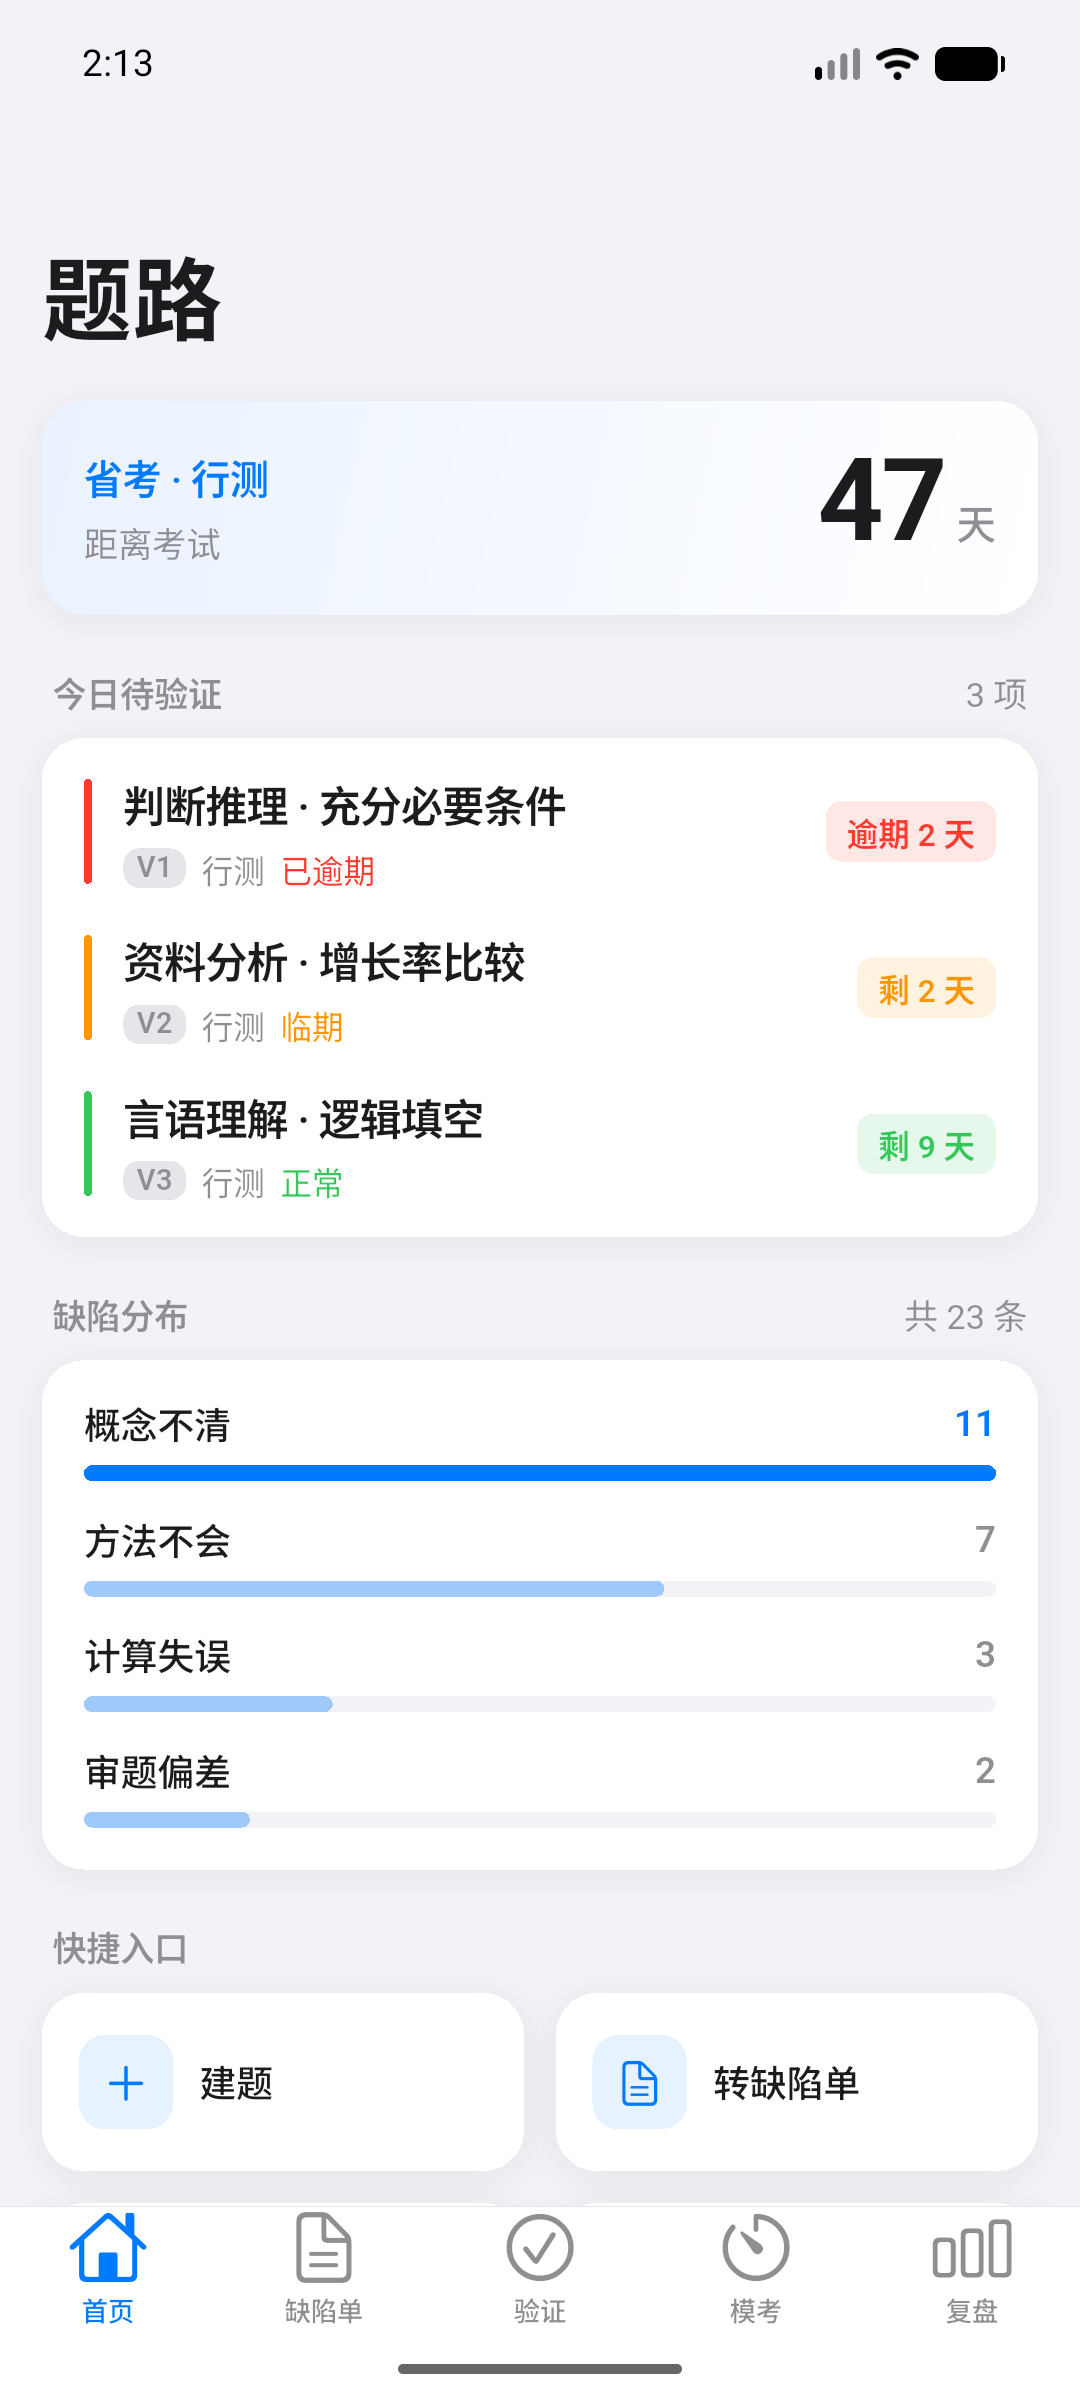 2:13
题路
省考 · 行测
47 天
距离考试
今日待验证
3 项
判断推理 · 充分必要条件
逾期 2 天
V1 行测 已逾期
资料分析 · 增长率比较
剩 2 天
V2 行测 临期
言语理解 · 逻辑填空
剩 9 天
V3 行测 正常
缺陷分布
共 23 条
概念不清
11
方法不会
7
计算失误
3
审题偏差
2
快捷入口
建题
转缺陷单
首页
缺陷单
验证
模考
复盘